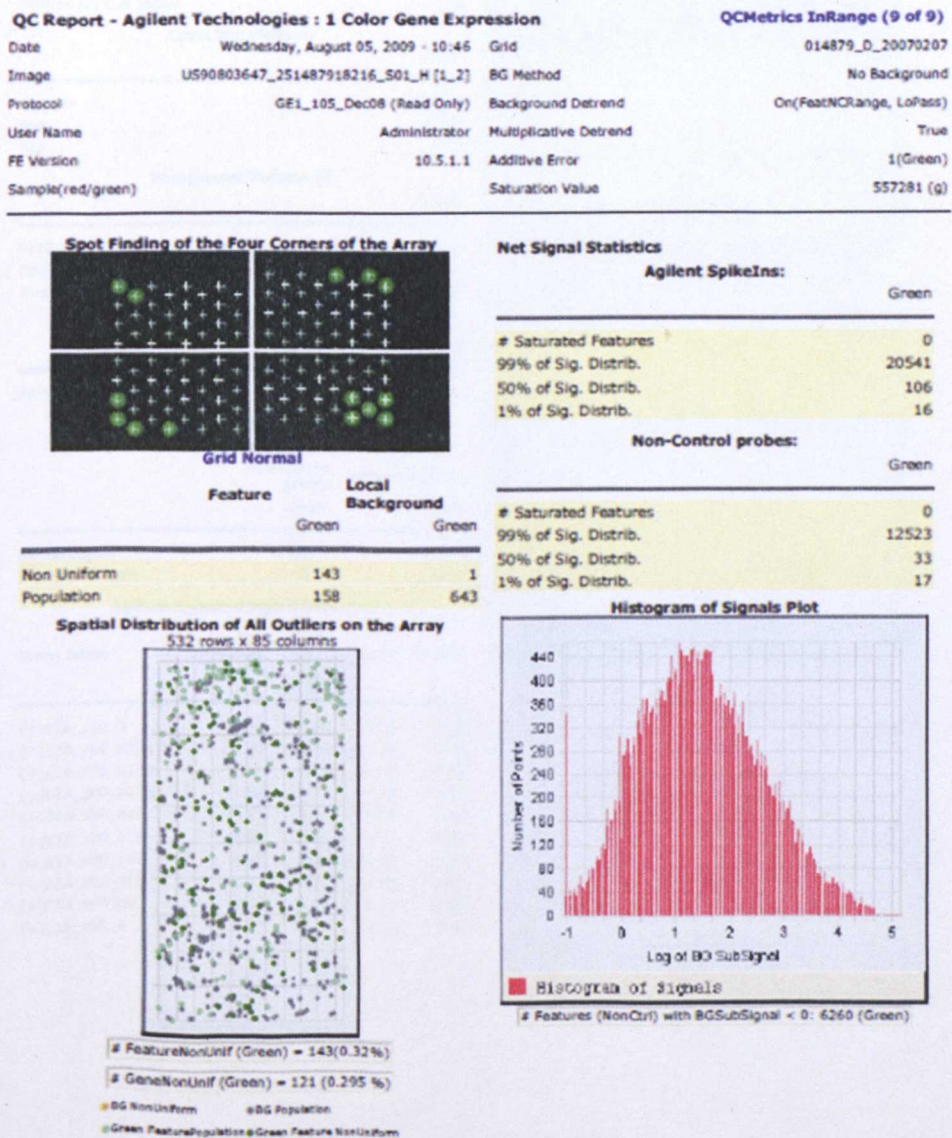 QC Report - Agilent Technologies : 1 Color Gene Expression
QCMetrics InRange (9 of 9)
Date Wednesday, August 05, 2009 - 10:46 Grid 014879_D_20070207
Image US90803647_251487918216_S01_H [1_2] BG Method No Background
Protocol GE1_105_Dec08 (Read Only) Background Detrend On(FeatNCRange, LoPass)
User Name Administrator Multiplicative Detrend True
FE Version 10.5.1.1 Additive Error 1(Green)
Sample(red/green) Saturation Value 557281 (g)
Spot Finding of the Four Corners of the Array
Grid Normal
Feature Local Background
Green Green
Non Uniform 143 1
Population 158 643
Spatial Distribution of All Outliers on the Array
532 rows x 85 columns
# FeatureNonUnif (Green) = 143(0.32%)
# GeneNonUnif (Green) = 121 (0.295 %)
BG NonUniform BG Population
Green FeaturePopulation Green Feature NonUniform
Net Signal Statistics
Agilent SpikeIns:
Green
# Saturated Features 0
99% of Sig. Distrib. 20541
50% of Sig. Distrib. 106
1% of Sig. Distrib. 16
Non-Control probes:
Green
# Saturated Features 0
99% of Sig. Distrib. 12523
50% of Sig. Distrib. 33
1% of Sig. Distrib. 17
Histogram of Signals Plot
Number of Points
440
400
360
320
280
240
200
160
120
80
40
0
-1 0 1 2 3 4 5
Log of BG SubSignal
Histogram of Signals
# Features (NonCtrl) with BGSubSignal < 0: 6260 (Green)